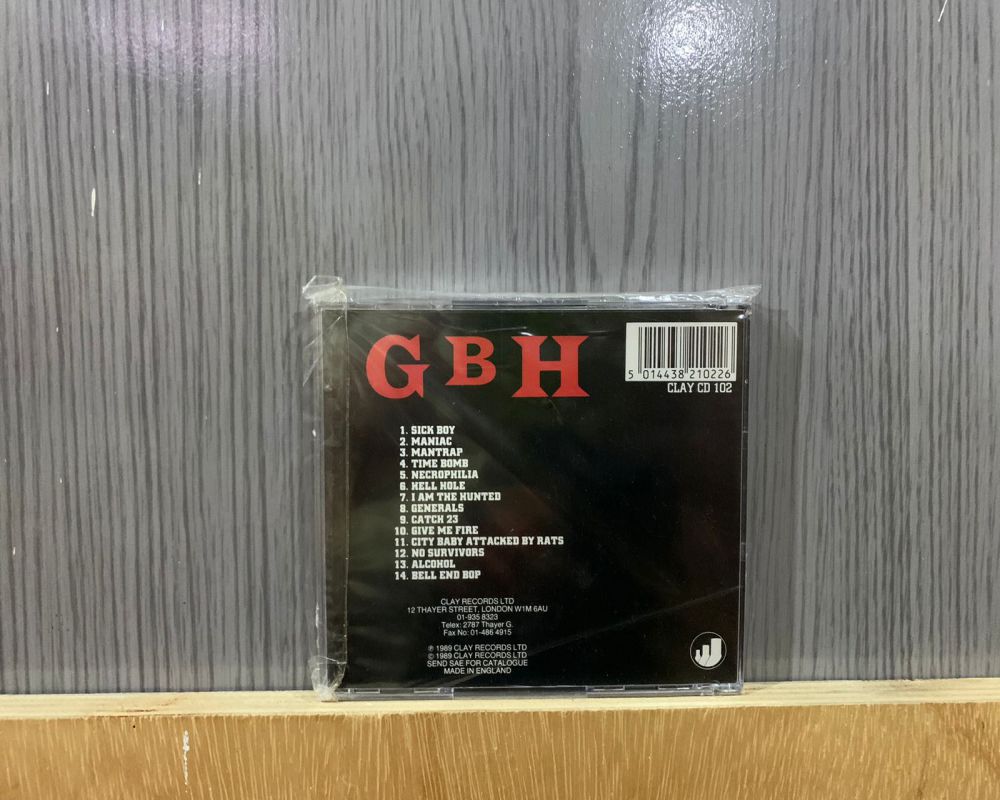 G B H
5 014438 210226
CLAY CD 102
1. SICK BOY
2. MANIAC
3. MANTRAP
4. TIME BOMB
5. NECROPHILIA
6. HELL HOLE
7. I AM THE HUNTED
8. GENERALS
9. CATCH 23
10. GIVE ME FIRE
11. CITY BABY ATTACKED BY RATS
12. NO SURVIVORS
13. ALCOHOL
14. BELL END BOP
CLAY RECORDS LTD
12 THAYER STREET, LONDON W1M 6AU
01-935 8323
Telex: 2787 Thayer G.
Fax No: 01-486 4915
℗ 1989 CLAY RECORDS LTD
© 1989 CLAY RECORDS LTD
SEND SAE FOR CATALOGUE
MADE IN ENGLAND